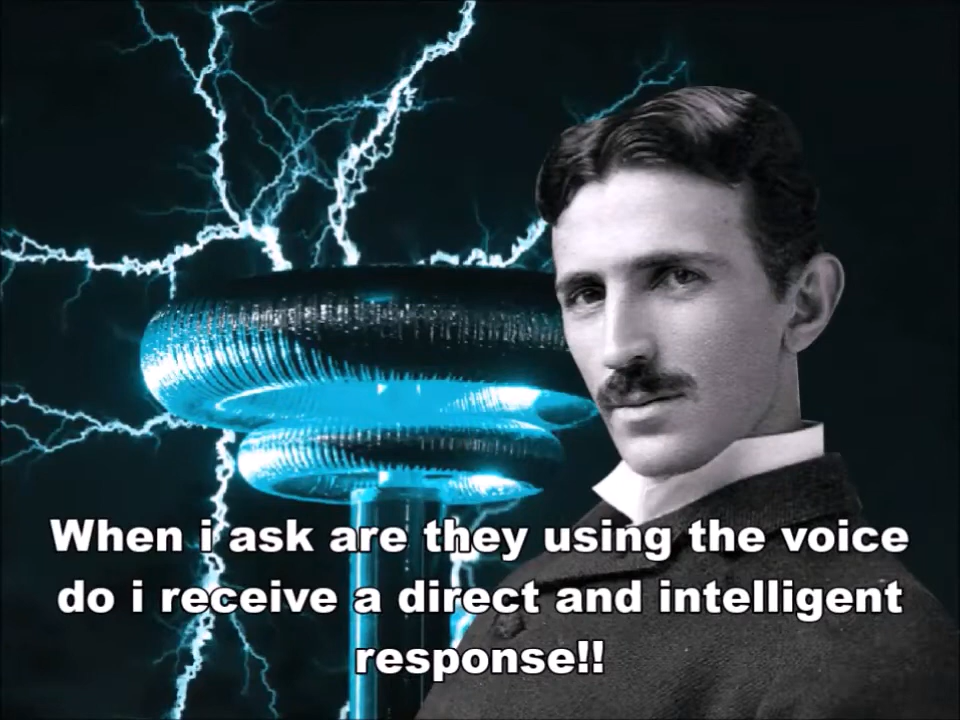 When i ask are they using the voice
do i receive a direct and intelligent
response!!